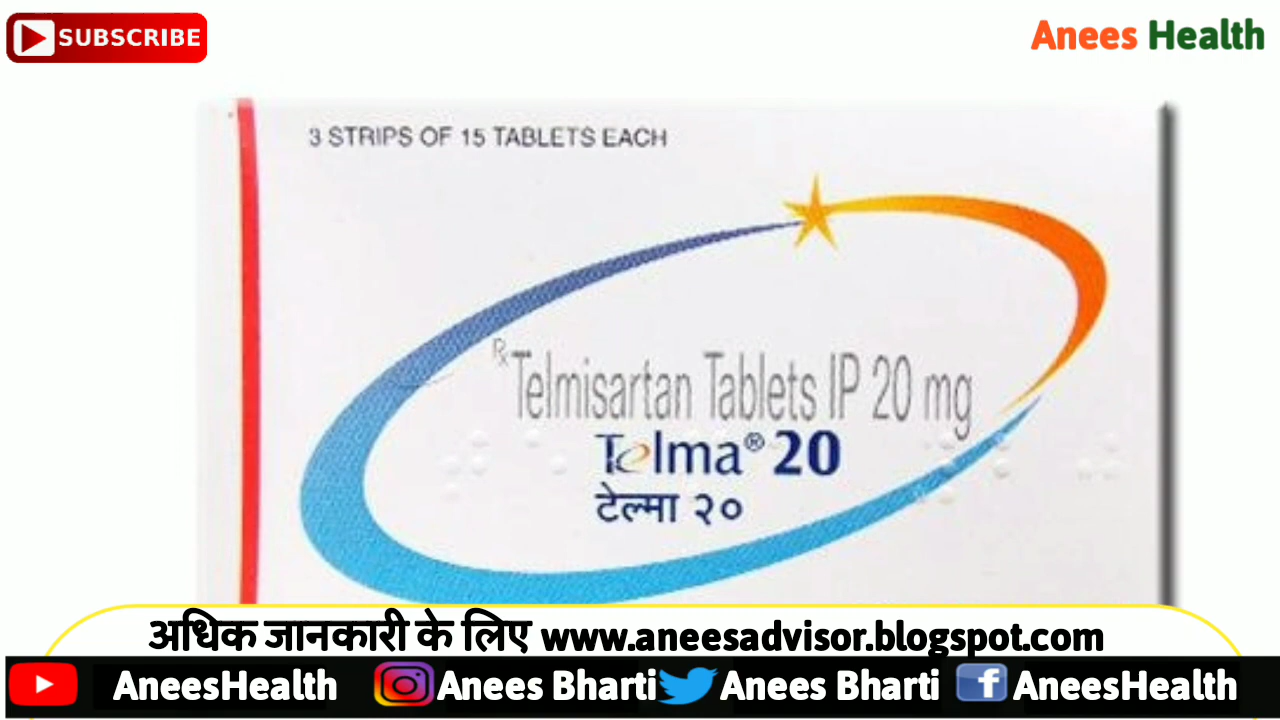 SUBSCRIBE
Anees Health
3 STRIPS OF 15 TABLETS EACH
Rx Telmisartan Tablets IP 20 mg
Telma® 20
टेल्मा २०
अधिक जानकारी के लिए www.aneesadvisor.blogspot.com
AneesHealth Anees Bharti Anees Bharti AneesHealth